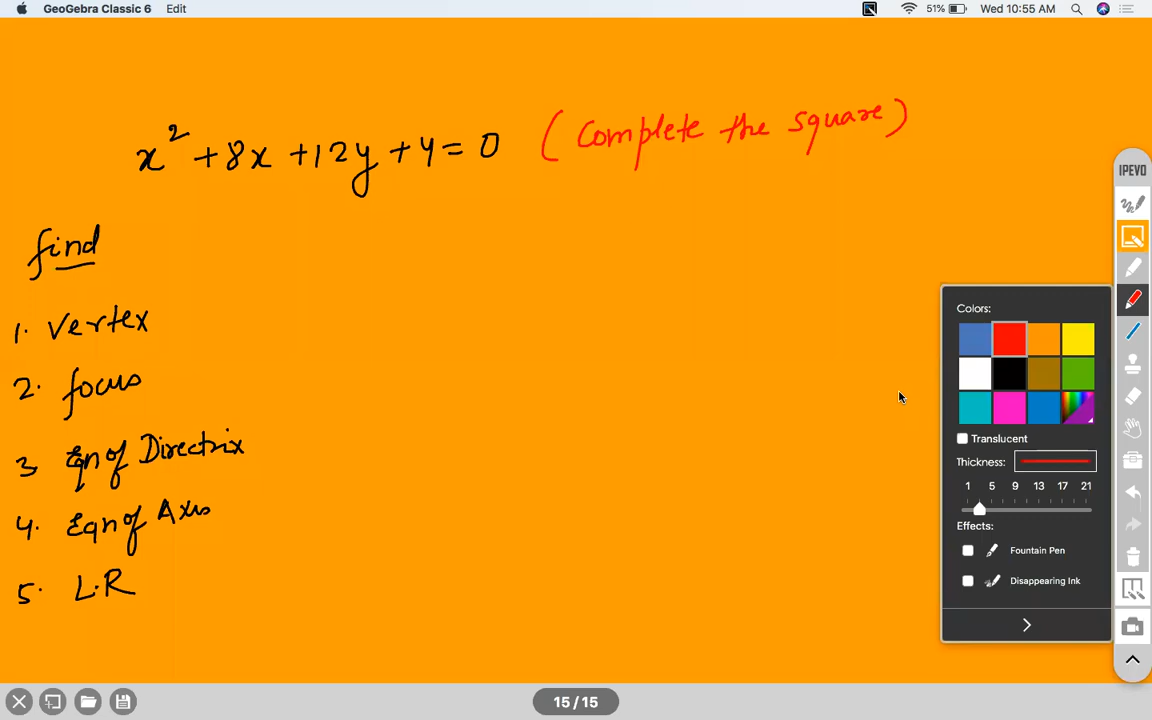 GeoGebra Classic 6 Edit 51% Wed 10:55 AM
x² + 8x + 12y + 4 = 0 (Complete the square)
find
1. Vertex
2. focus
3. Eqn of Directrix
4. Eqn of Axis
5. L.R
IPEVO
Colors:
Translucent
Thickness:
1 5 9 13 17 21
Effects:
Fountain Pen
Disappearing Ink
15 / 15